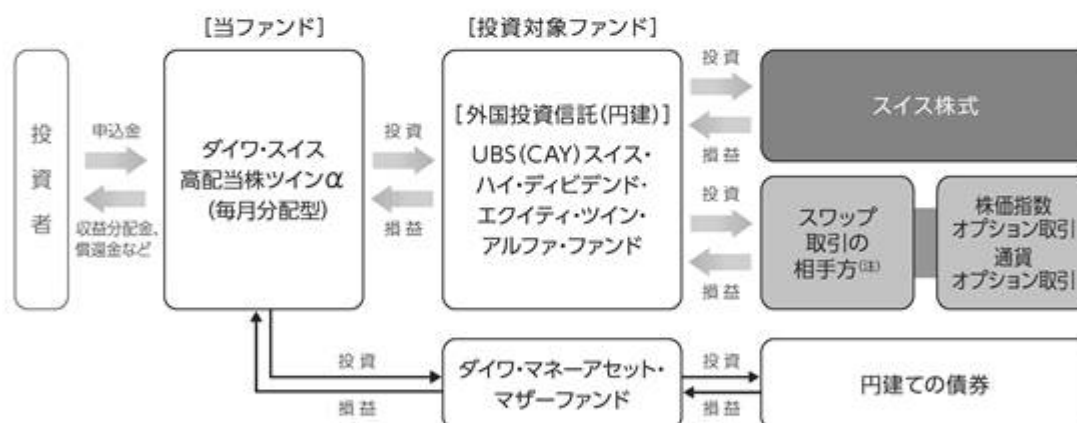 [当ファンド]
[投資対象ファンド]
投資者
申込金
収益分配金、
償還金など
ダイワ・スイス
高配当株ツインα
(毎月分配型)
投資
損益
[外国投資信託(円建)]
UBS(CAY)スイス・
ハイ・ディビデンド・
エクイティ・ツイン・
アルファ・ファンド
投資
損益
スイス株式
投資
損益
スワップ
取引の
相手方(注)
株価指数
オプション取引
通貨
オプション取引
投資
損益
ダイワ・マネーアセット・
マザーファンド
投資
損益
円建ての債券